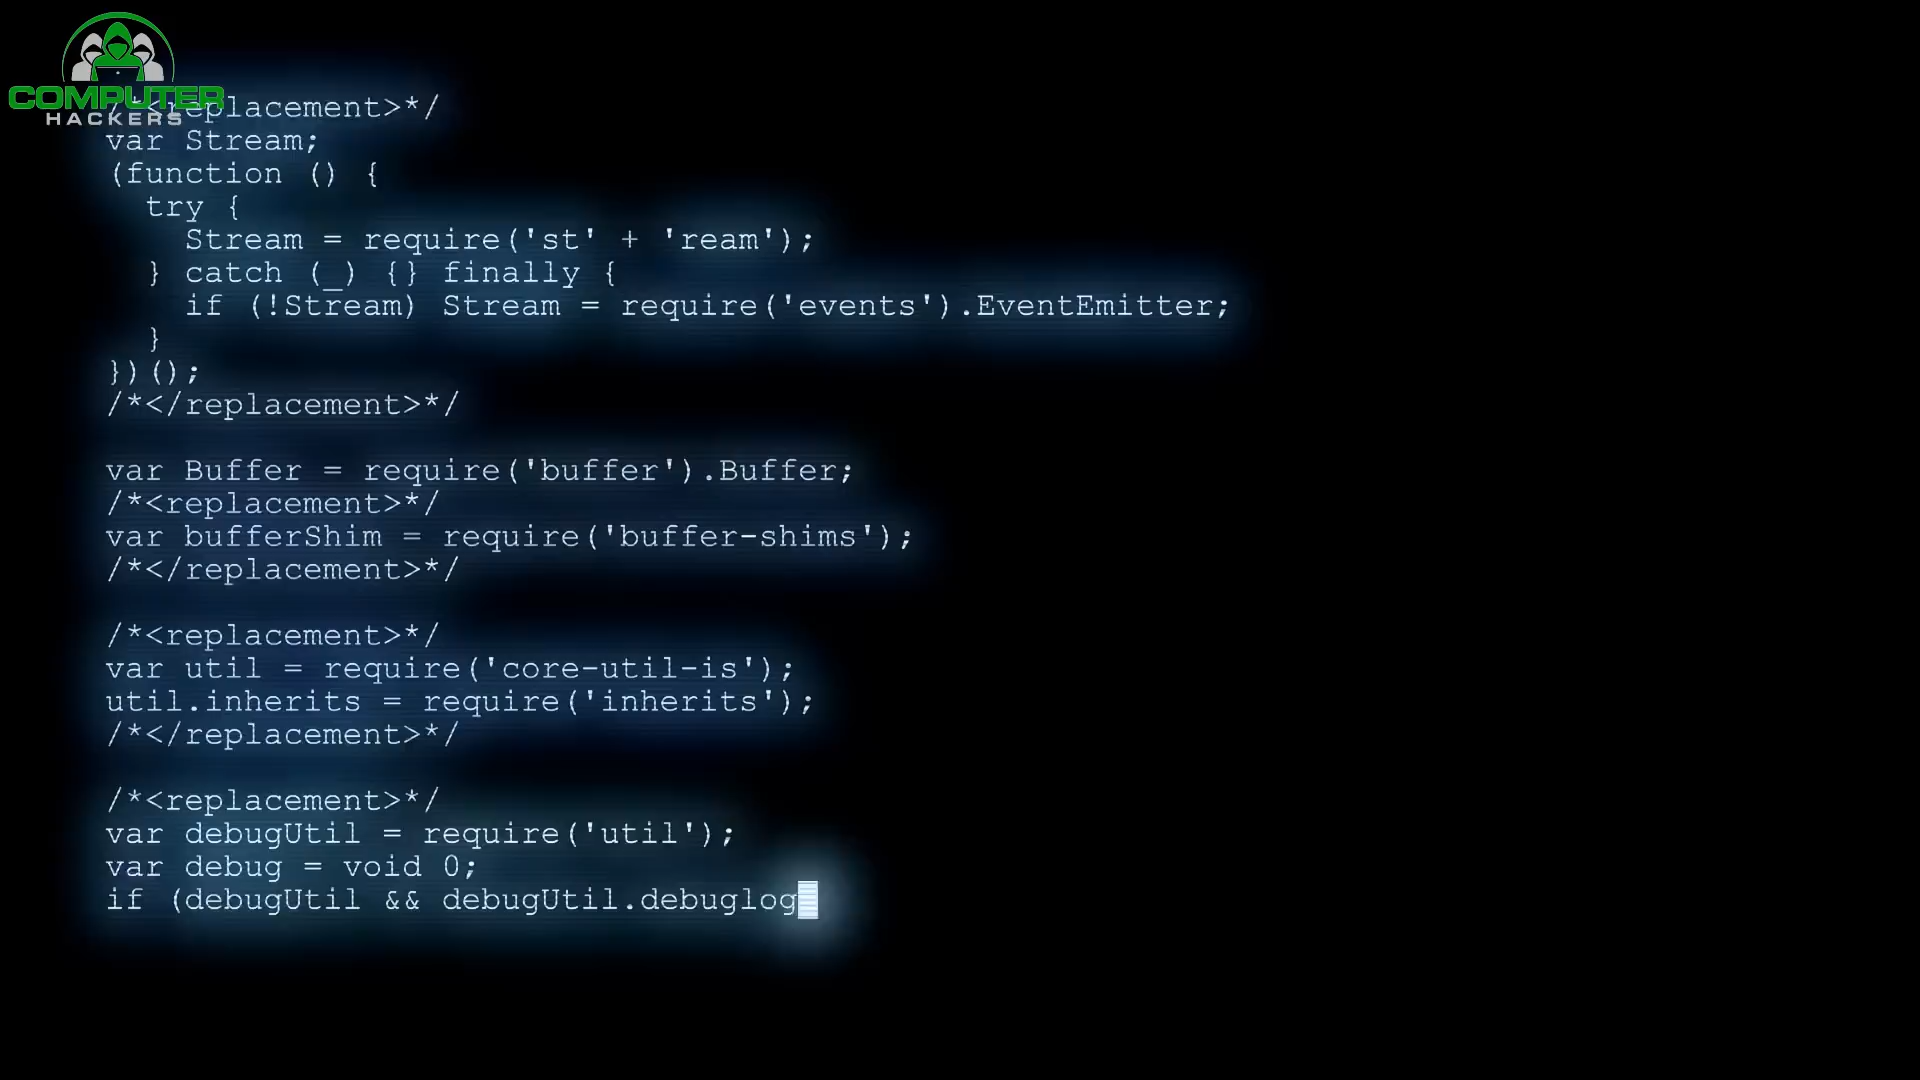 COMPUTER
HACKERS
/*<replacement>*/
var Stream;
(function () {
  try {
    Stream = require('st' + 'ream');
  } catch (_) {} finally {
    if (!Stream) Stream = require('events').EventEmitter;
  }
})();
/*</replacement>*/
var Buffer = require('buffer').Buffer;
/*<replacement>*/
var bufferShim = require('buffer-shims');
/*</replacement>*/
/*<replacement>*/
var util = require('core-util-is');
util.inherits = require('inherits');
/*</replacement>*/
/*<replacement>*/
var debugUtil = require('util');
var debug = void 0;
if (debugUtil && debugUtil.debuglog